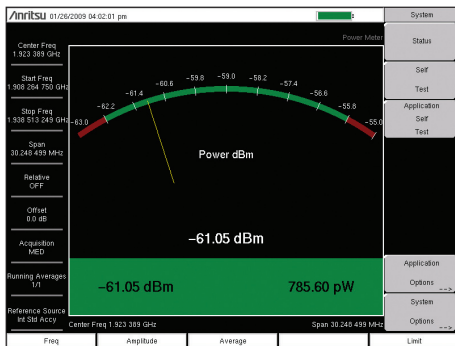 Anritsu 01/26/2009 04:02:01 pm
System
Power Meter
Center Freq
1.923 389 GHz
Start Freq
1.908 264 750 GHz
Stop Freq
1.938 513 249 GHz
Span
30.248 499 MHz
Relative
OFF
Offset
0.0 dB
Acquisition
MED
Running Averages
1/1
Reference Source
Int Std Accy
-63.0
-62.2
-61.4
-60.6
-59.8
-59.0
-58.2
-57.4
-56.6
-55.8
-55.0
Power dBm
-61.05 dBm
-61.05 dBm 785.60 pW
Center Freq 1.923 389 GHz Span 30.248 499 MHz
Status
Self
Test
Application
Self
Test
Application
Options
-->
System
Options
-->
Freq Amplitude Average Limit